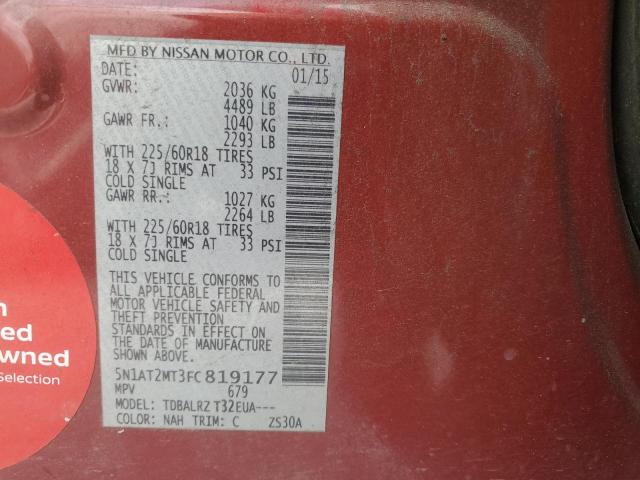 MFD BY NISSAN MOTOR CO., LTD.
DATE: 01/15
GVWR: 2036 KG
4489 LB
GAWR FR.: 1040 KG
2293 LB
WITH 225/60R18 TIRES
18 X 7J RIMS AT 33 PSI
COLD SINGLE
GAWR RR.: 1027 KG
2264 LB
WITH 225/60R18 TIRES
18 X 7J RIMS AT 33 PSI
COLD SINGLE
THIS VEHICLE CONFORMS TO
ALL APPLICABLE FEDERAL
MOTOR VEHICLE SAFETY AND
THEFT PREVENTION
STANDARDS IN EFFECT ON
THE DATE OF MANUFACTURE
SHOWN ABOVE.
5N1AT2MT3FC819177
MPV 679
MODEL: TDBALRZ T32EUA---
COLOR: NAH TRIM: C ZS30A
wned
Selection